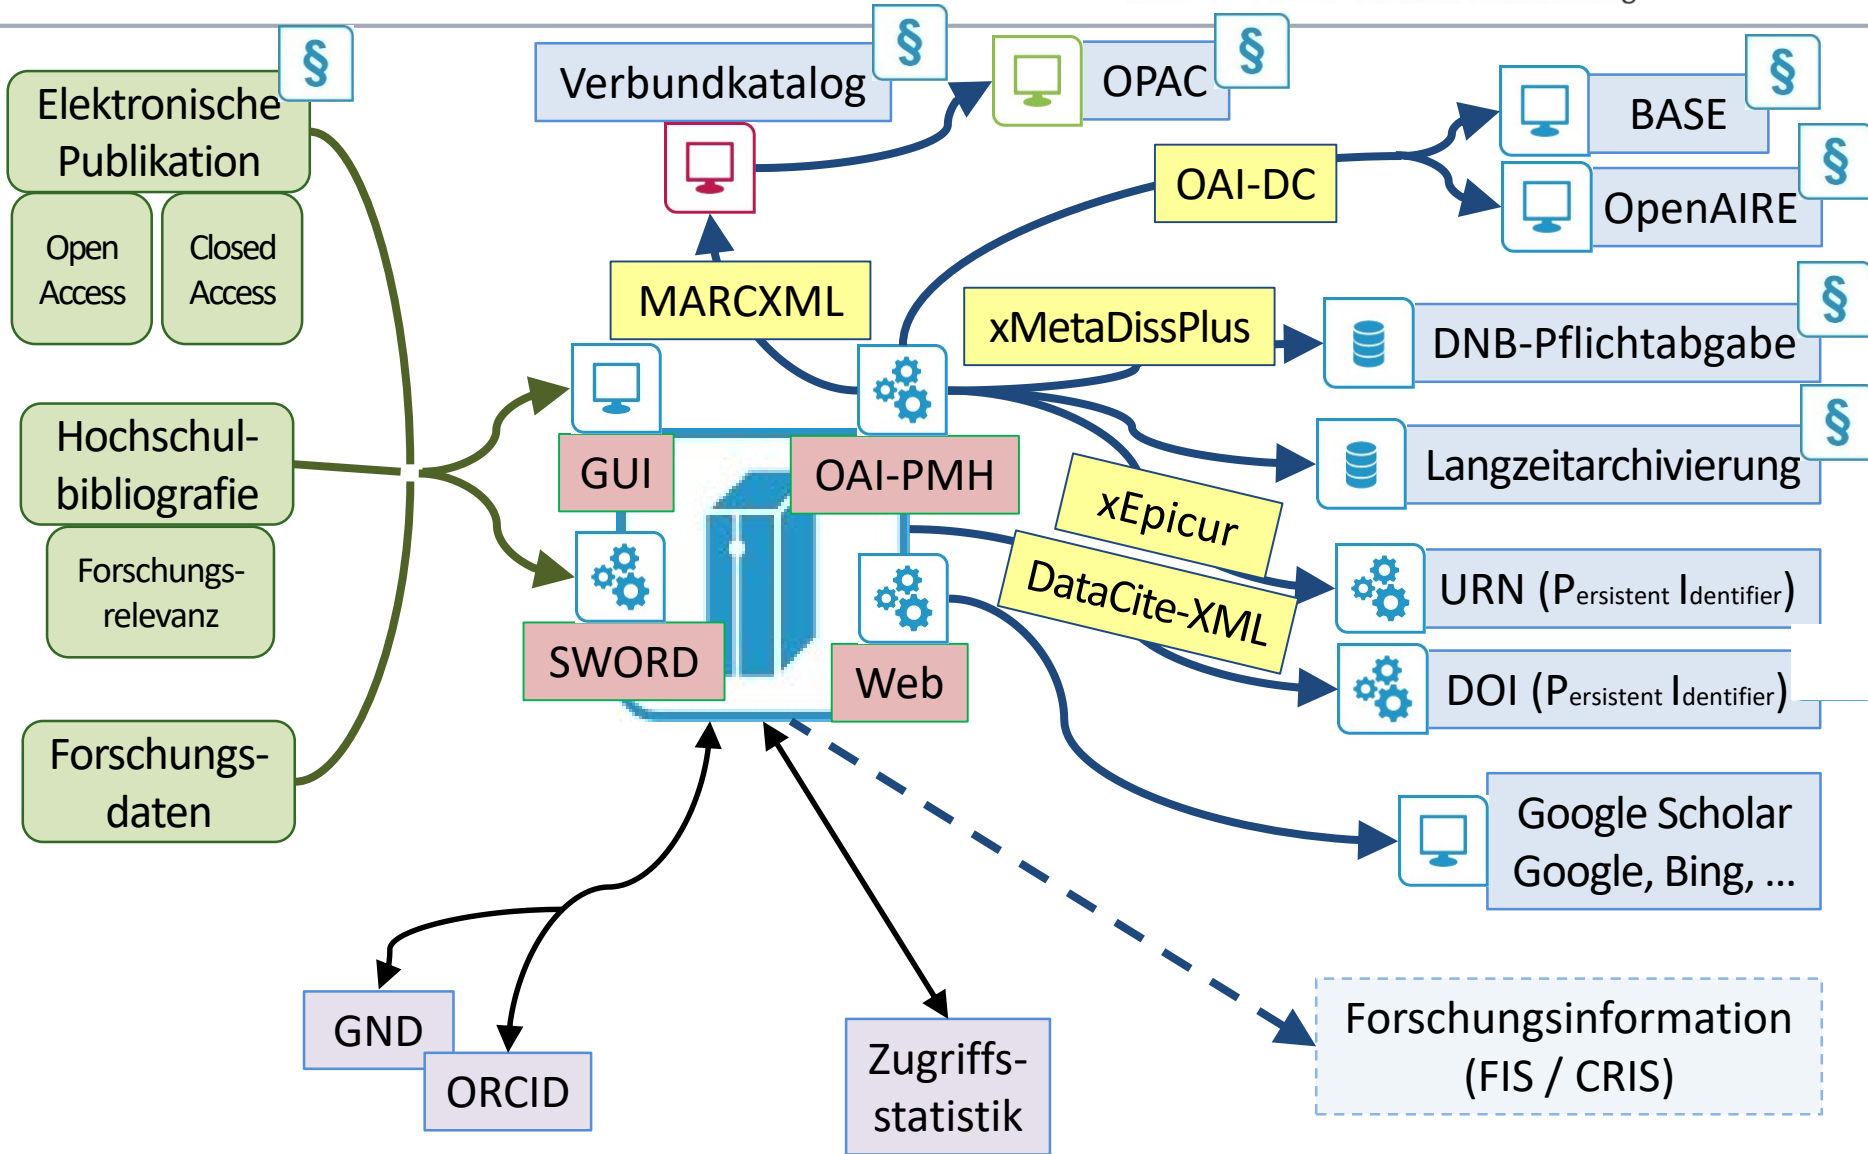 §
Elektronische
Publikation
Open
Access
Closed
Access
Hochschul-
bibliografie
Forschungs-
relevanz
Forschungs-
daten
Verbundkatalog
§
OPAC
§
BASE
§
OAI-DC
OpenAIRE
§
MARCXML
xMetaDissPlus
DNB-Pflichtabgabe
§
GUI
OAI-PMH
Langzeitarchivierung
§
xEpicur
DataCite-XML
URN (Persistent Identifier)
SWORD
Web
DOI (Persistent Identifier)
Google Scholar
Google, Bing, ...
GND
ORCID
Zugriffs-
statistik
Forschungsinformation
(FIS / CRIS)